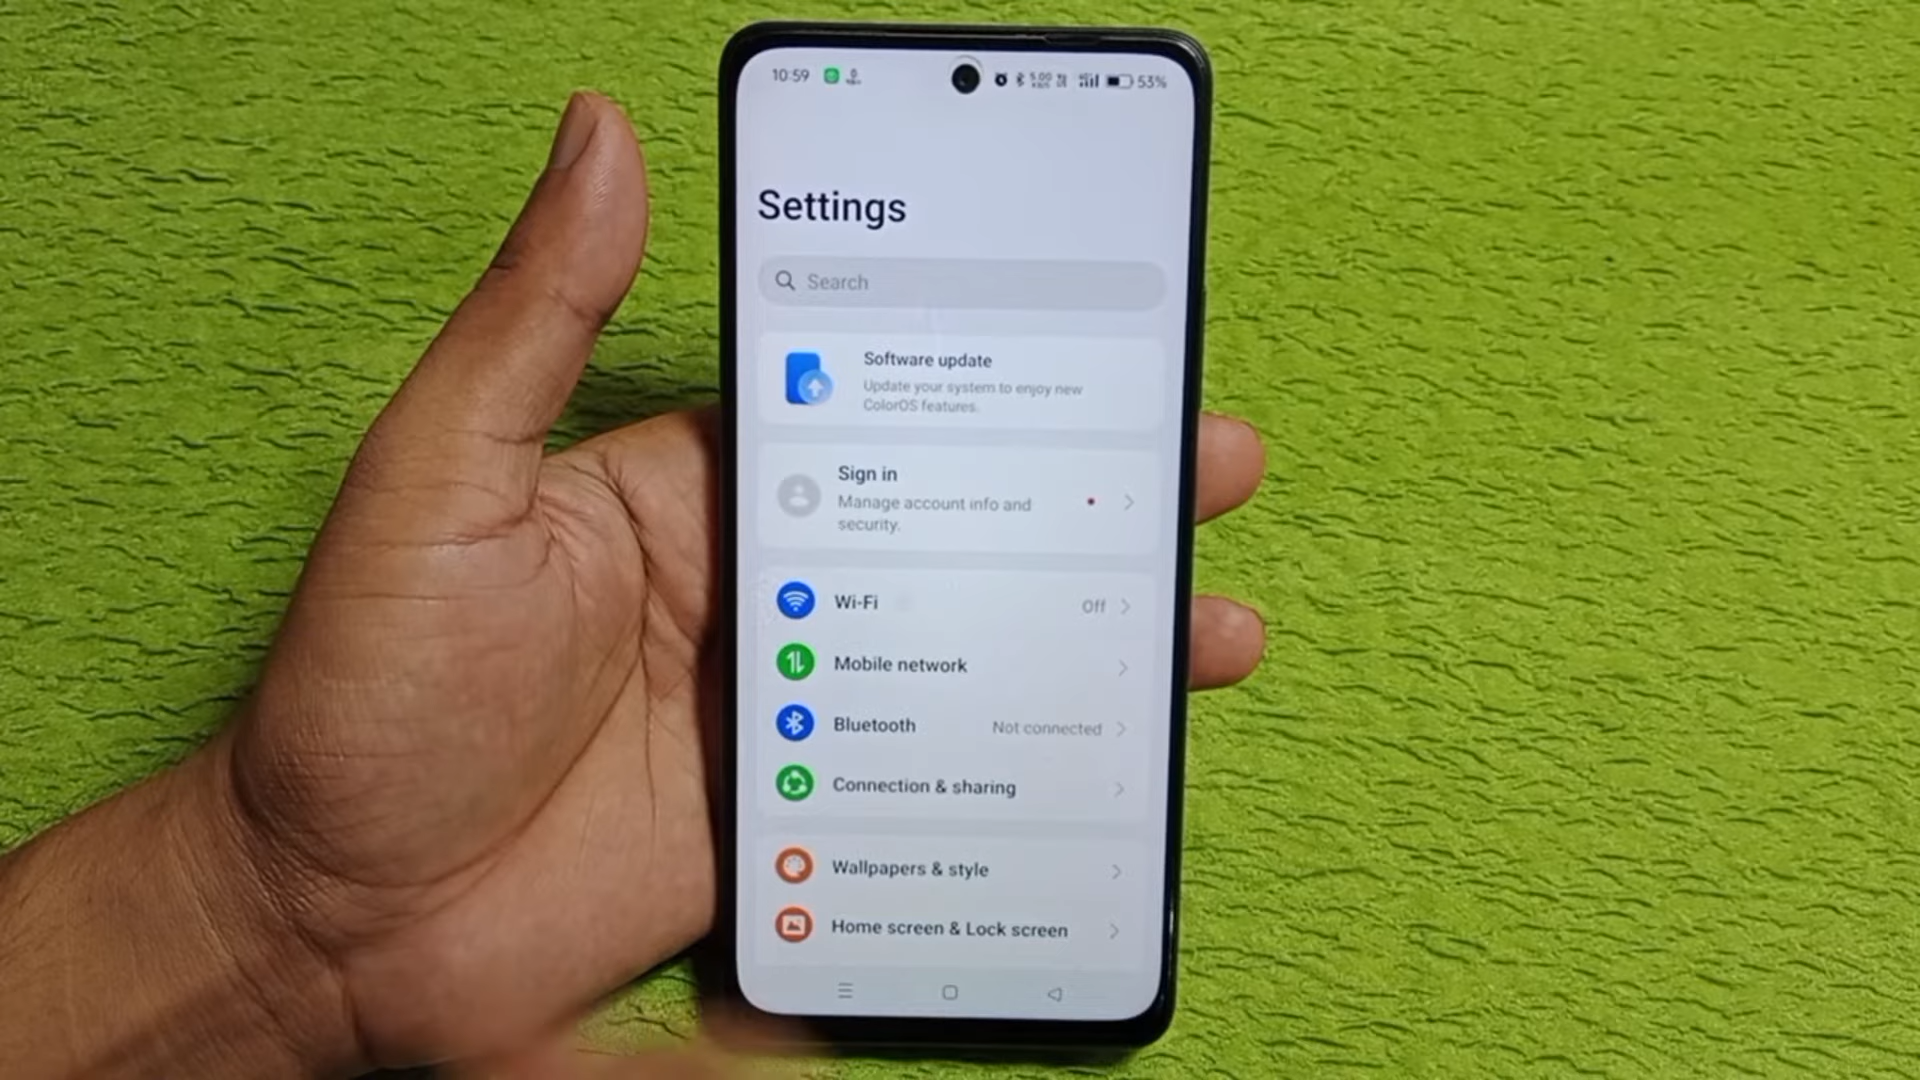 10:59 5.00 53%
Settings
Search
Software update
Update your system to enjoy new
ColorOS features.
Sign in
Manage account info and
security.
Wi-Fi Off
Mobile network
Bluetooth Not connected
Connection & sharing
Wallpapers & style
Home screen & Lock screen